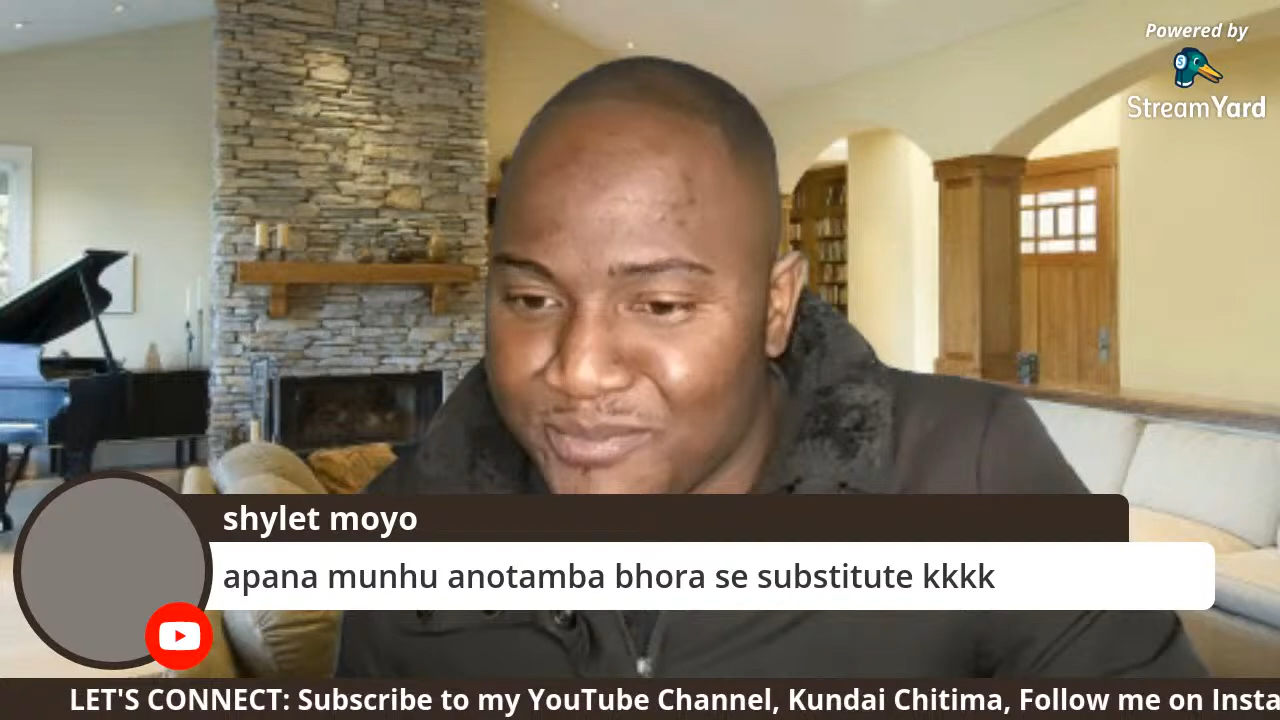 Powered by
StreamYard
shylet moyo
apana munhu anotamba bhora se substitute kkkk
LET'S CONNECT: Subscribe to my YouTube Channel, Kundai Chitima, Follow me on Insta